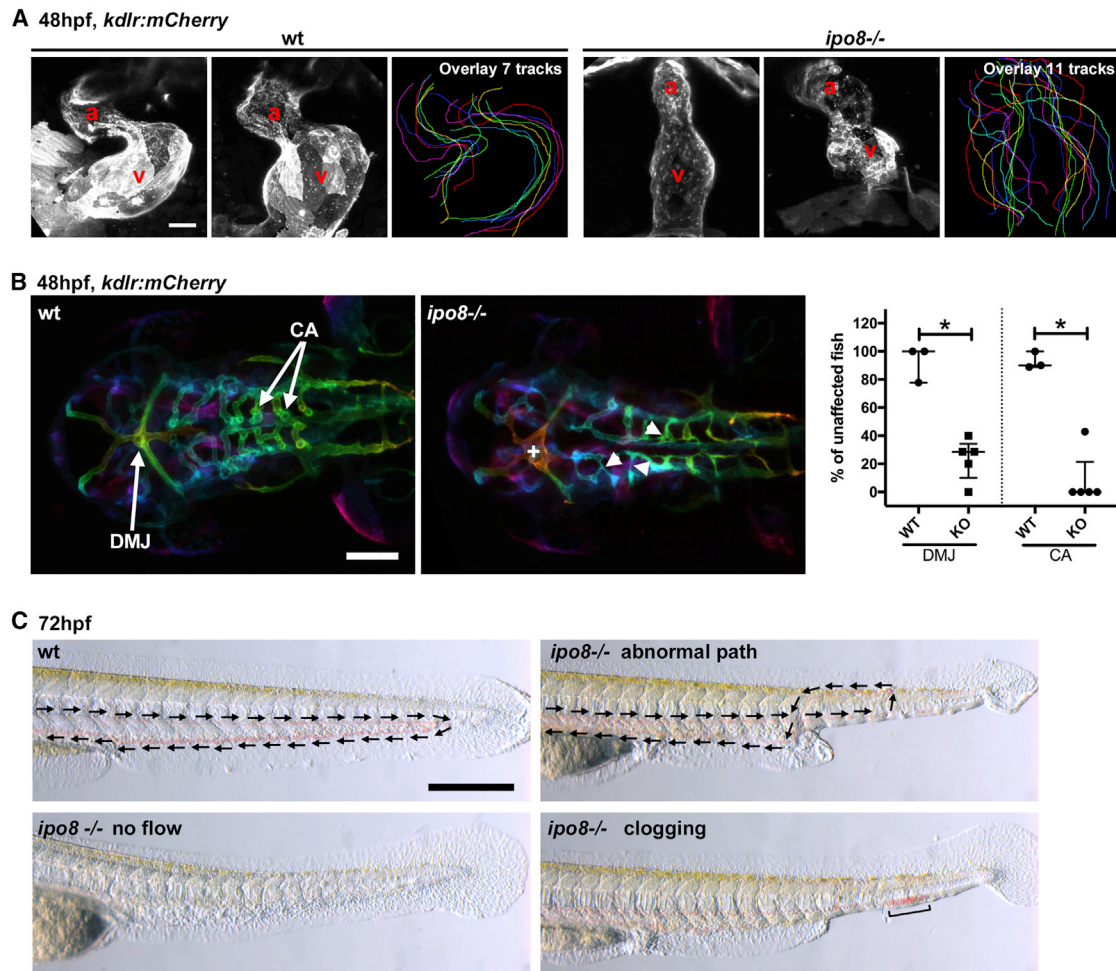 A 48hpf, kdlr:mCherry
wt
ipo8-/-
a
v
a
v
Overlay 7 tracks
a
v
a
v
Overlay 11 tracks
B 48hpf, kdlr:mCherry
wt
CA
DMJ
ipo8-/-
+
% of unaffected fish
120
100
80
60
40
20
0
*
*
WT
KO
WT
KO
DMJ
CA
C 72hpf
wt
ipo8-/- abnormal path
ipo8 -/- no flow
ipo8-/- clogging